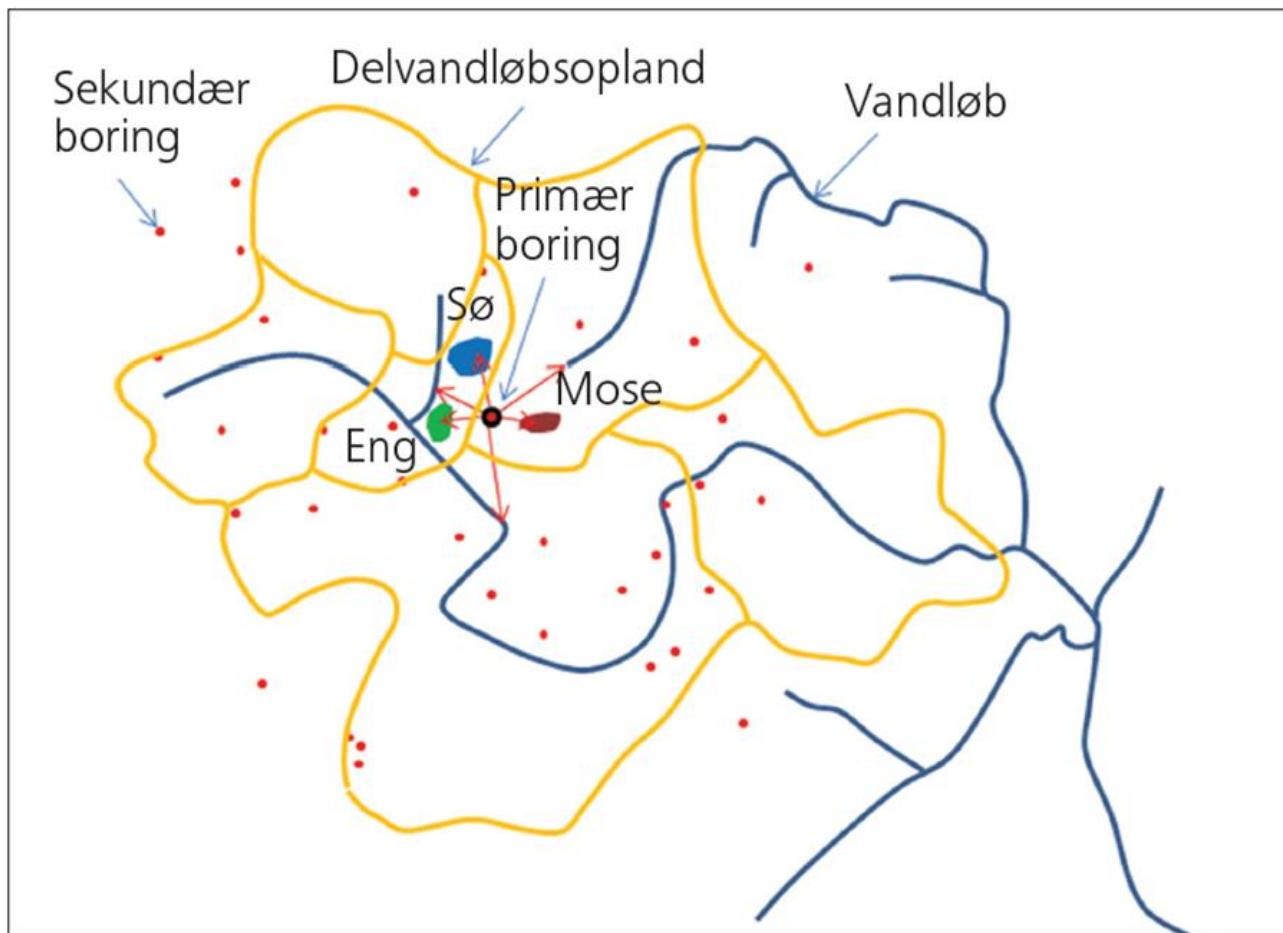 Delvandløbsopland
Sekundær
boring
Vandløb
Primær
boring
Sø
Mose
Eng